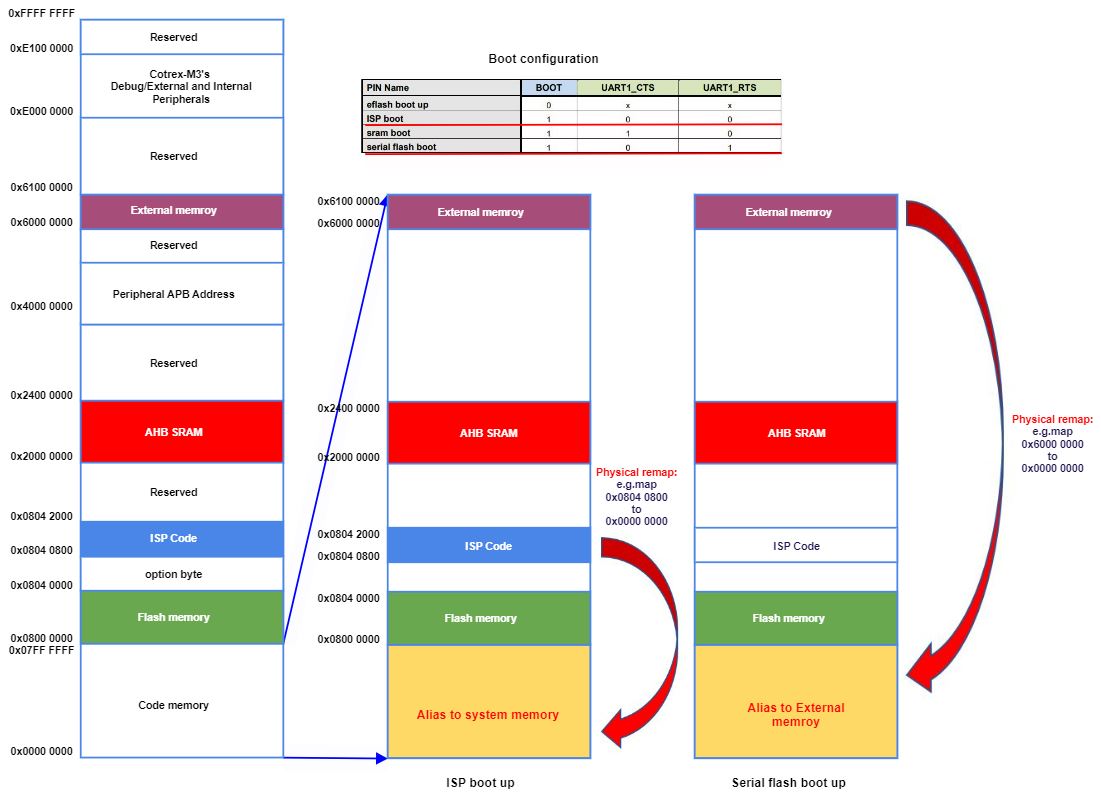 0xFFFF FFFF
Reserved
0xE100 0000
Cotrex-M3's
Debug/External and Internal
Peripherals
0xE000 0000
Reserved
0x6100 0000
External memroy
0x6000 0000
Reserved
Peripheral APB Address
0x4000 0000
Reserved
0x2400 0000
AHB SRAM
0x2000 0000
Reserved
0x0804 2000
ISP Code
0x0804 0800
option byte
0x0804 0000
Flash memory
0x0800 0000
0x07FF FFFF
Code memory
0x0000 0000
Boot configuration
PIN Name BOOT UART1_CTS UART1_RTS
eflash boot up 0 x x
ISP boot 1 0 0
sram boot 1 1 0
serial flash boot 1 0 1
0x6100 0000
External memroy
0x6000 0000
0x2400 0000
AHB SRAM
0x2000 0000
0x0804 2000
ISP Code
0x0804 0800
0x0804 0000
Flash memory
0x0800 0000
Alias to system memory
ISP boot up
Physical remap:
e.g.map
0x0804 0800
to
0x0000 0000
External memroy
AHB SRAM
ISP Code
Flash memory
Alias to External
memroy
Serial flash boot up
Physical remap:
e.g.map
0x6000 0000
to
0x0000 0000